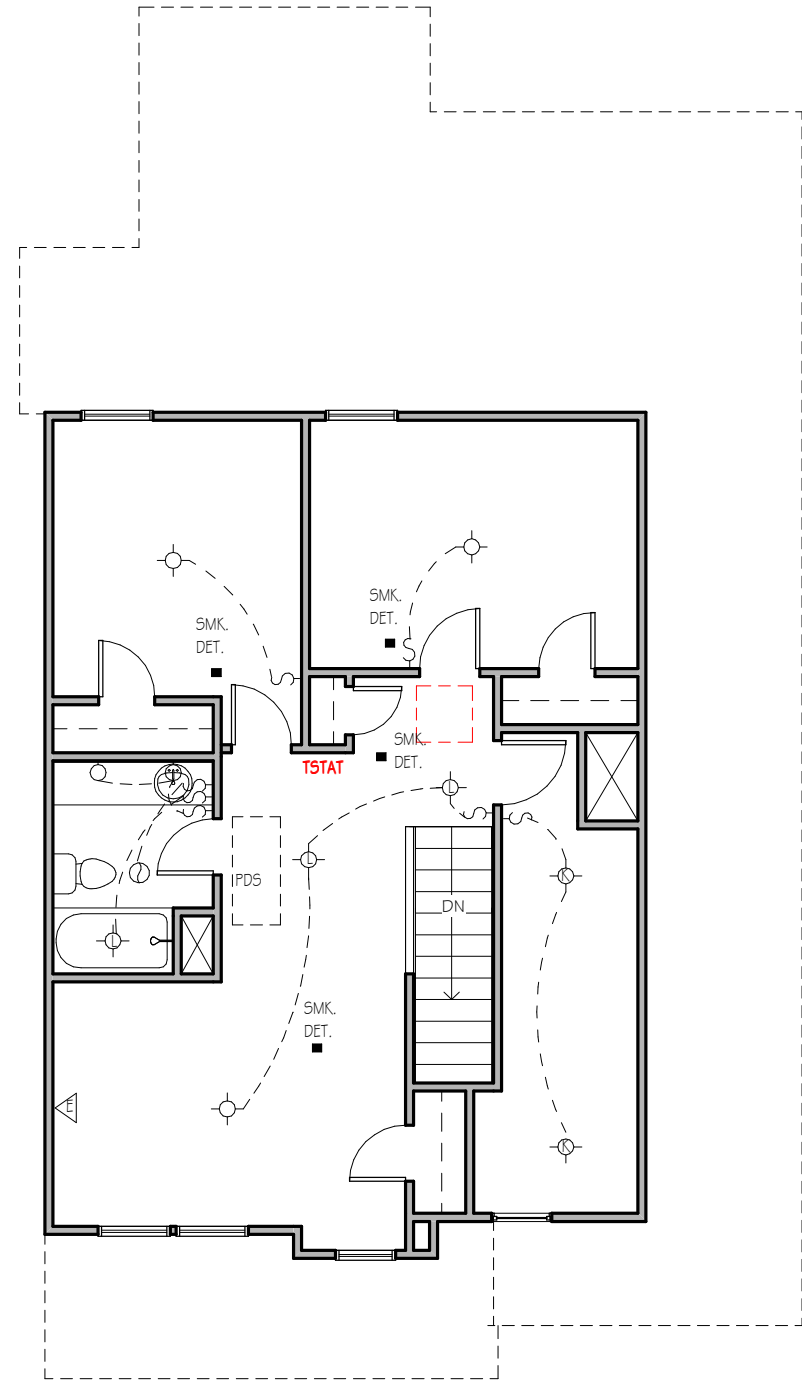 SMK.
DET.
SMK.
DET.
SMK.
DET.
TSTAT
L
L
PDS
K
DN
L
SMK.
DET.
E
K